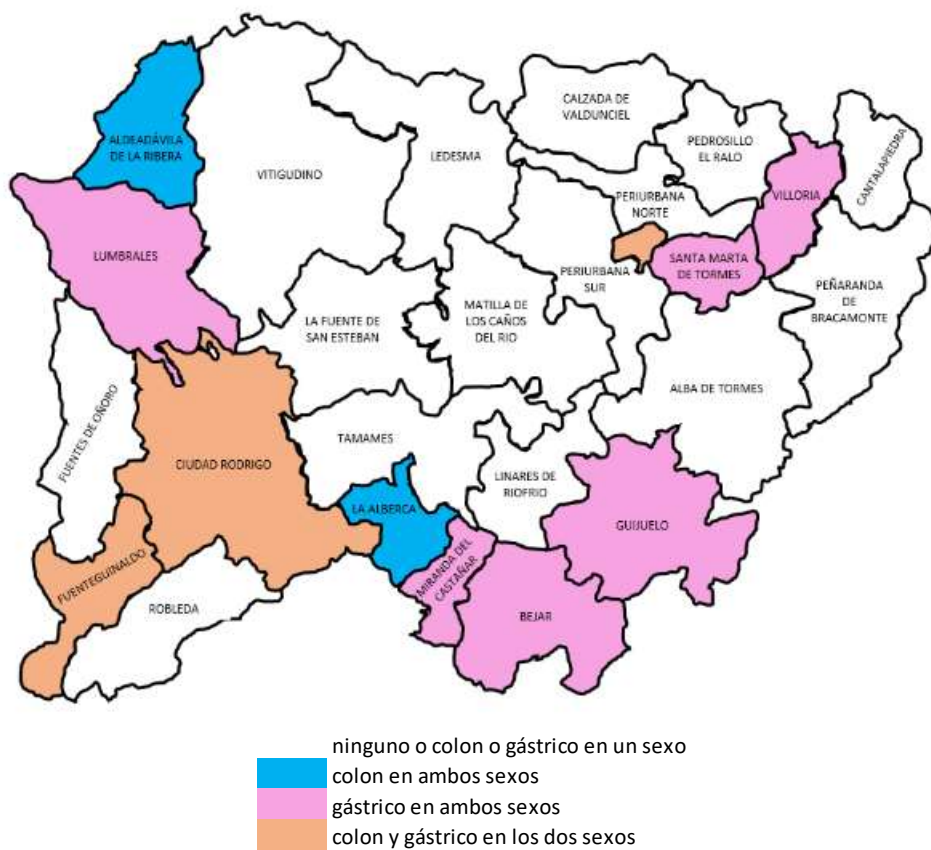 ALDEADÁVILA
DE LA RIBERA
VITIGUDINO
LEDESMA
CALZADA DE
VALDUNCIEL
PEDROSILLO
EL RALO
CANTALAPIEDRA
VILLORIA
PERIURBANA
NORTE
LUMBRALES
SANTA MARTA
DE TORMES
PERIURBANA
SUR
PEÑARANDA
DE
BRACAMONTE
LA FUENTE DE
SAN ESTEBAN
MATILLA DE
LOS CAÑOS
DEL RIO
ALBA DE TORMES
FUENTES DE OÑORO
TAMAMES
CIUDAD RODRIGO
LINARES DE
RIOFRIO
LA ALBERCA
GUIJUELO
FUENTEGUINALDO
MIRANDA DEL
CASTAÑAR
ROBLEDA
BEJAR
ninguno o colon o gástrico en un sexo
colon en ambos sexos
gástrico en ambos sexos
colon y gástrico en los dos sexos